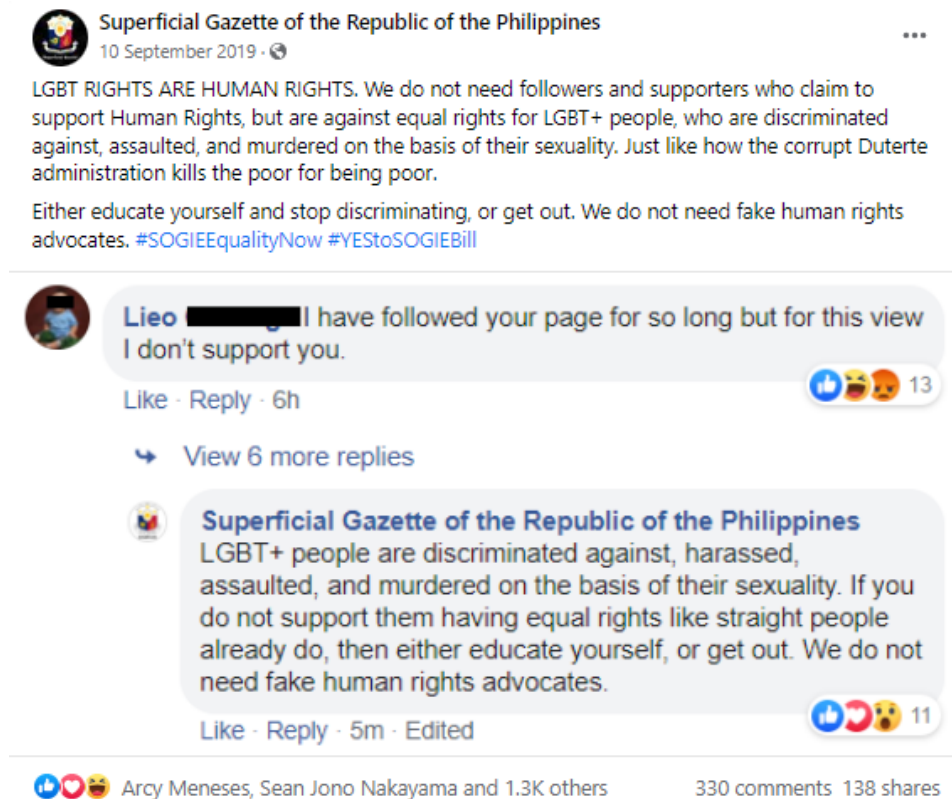 Superficial Gazette of the Republic of the Philippines
10 September 2019 ·
LGBT RIGHTS ARE HUMAN RIGHTS. We do not need followers and supporters who claim to
support Human Rights, but are against equal rights for LGBT+ people, who are discriminated
against, assaulted, and murdered on the basis of their sexuality. Just like how the corrupt Duterte
administration kills the poor for being poor.
Either educate yourself and stop discriminating, or get out. We do not need fake human rights
advocates. #SOGIEEqualityNow #YEStoSOGIEBill
Lieo I have followed your page for so long but for this view
I don't support you.
13
Like · Reply · 6h
View 6 more replies
Superficial Gazette of the Republic of the Philippines
LGBT+ people are discriminated against, harassed,
assaulted, and murdered on the basis of their sexuality. If you
do not support them having equal rights like straight people
already do, then either educate yourself, or get out. We do not
need fake human rights advocates.
11
Like · Reply · 5m · Edited
Arcy Meneses, Sean Jono Nakayama and 1.3K others 330 comments 138 shares